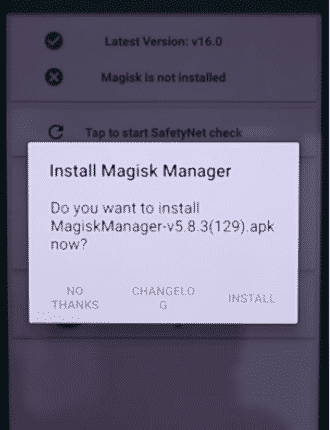 Latest Version: v16.0
Magisk is not installed
Tap to start SafetyNet check
Install Magisk Manager
Do you want to install
MagiskManager-v5.8.3(129).apk
now?
NO
THANKS
CHANGELO
G
INSTALL